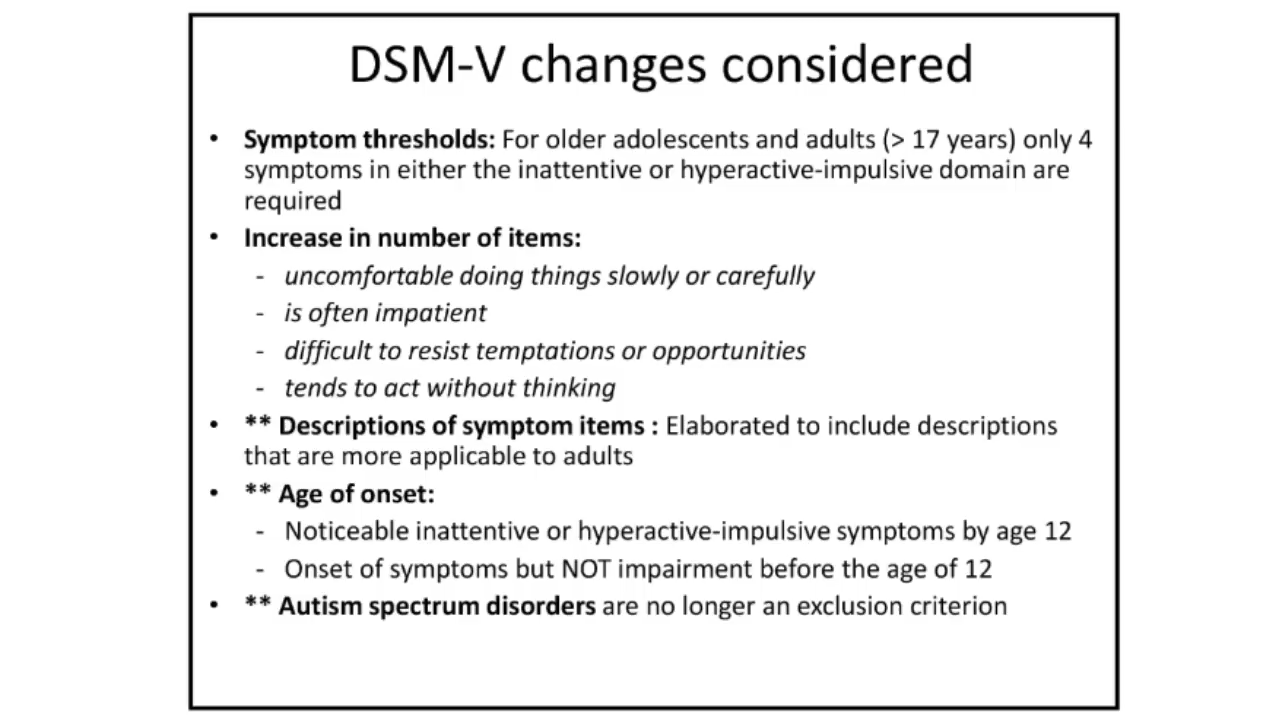 DSM-V changes considered
• Symptom thresholds: For older adolescents and adults (> 17 years) only 4
symptoms in either the inattentive or hyperactive-impulsive domain are
required
• Increase in number of items:
- uncomfortable doing things slowly or carefully
- is often impatient
- difficult to resist temptations or opportunities
- tends to act without thinking
• ** Descriptions of symptom items : Elaborated to include descriptions
that are more applicable to adults
• ** Age of onset:
- Noticeable inattentive or hyperactive-impulsive symptoms by age 12
- Onset of symptoms but NOT impairment before the age of 12
• ** Autism spectrum disorders are no longer an exclusion criterion